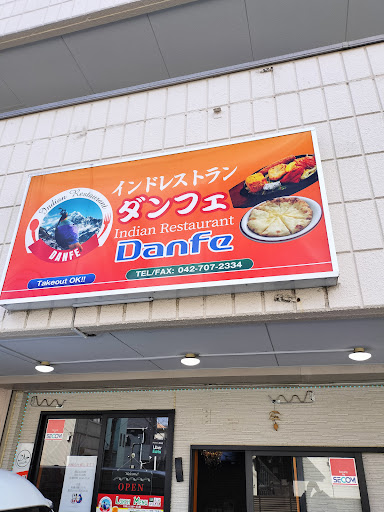 インドレストラン
ダンフェ
Indian Restaurant
Danfe
TEL/FAX: 042-707-2334
Indian Restaurant
DANFE
Takeout OK!!
SECOM
SECOM
OPEN